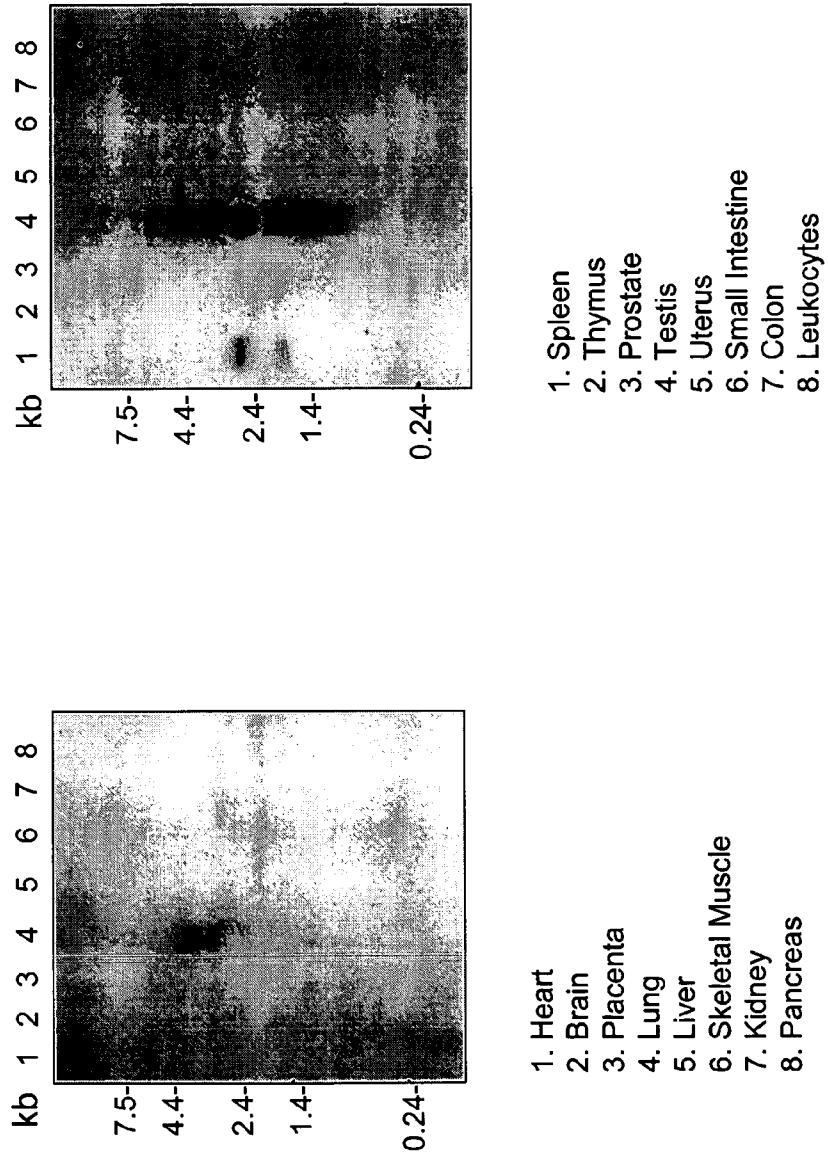 kb 1 2 3 4 5 6 7 8
7.5-
4.4-
2.4-
1.4-
0.24-
1. Heart
2. Brain
3. Placenta
4. Lung
5. Liver
6. Skeletal Muscle
7. Kidney
8. Pancreas
kb 1 2 3 4 5 6 7 8
7.5-
4.4-
2.4-
1.4-
0.24-
1. Spleen
2. Thymus
3. Prostate
4. Testis
5. Uterus
6. Small Intestine
7. Colon
8. Leukocytes